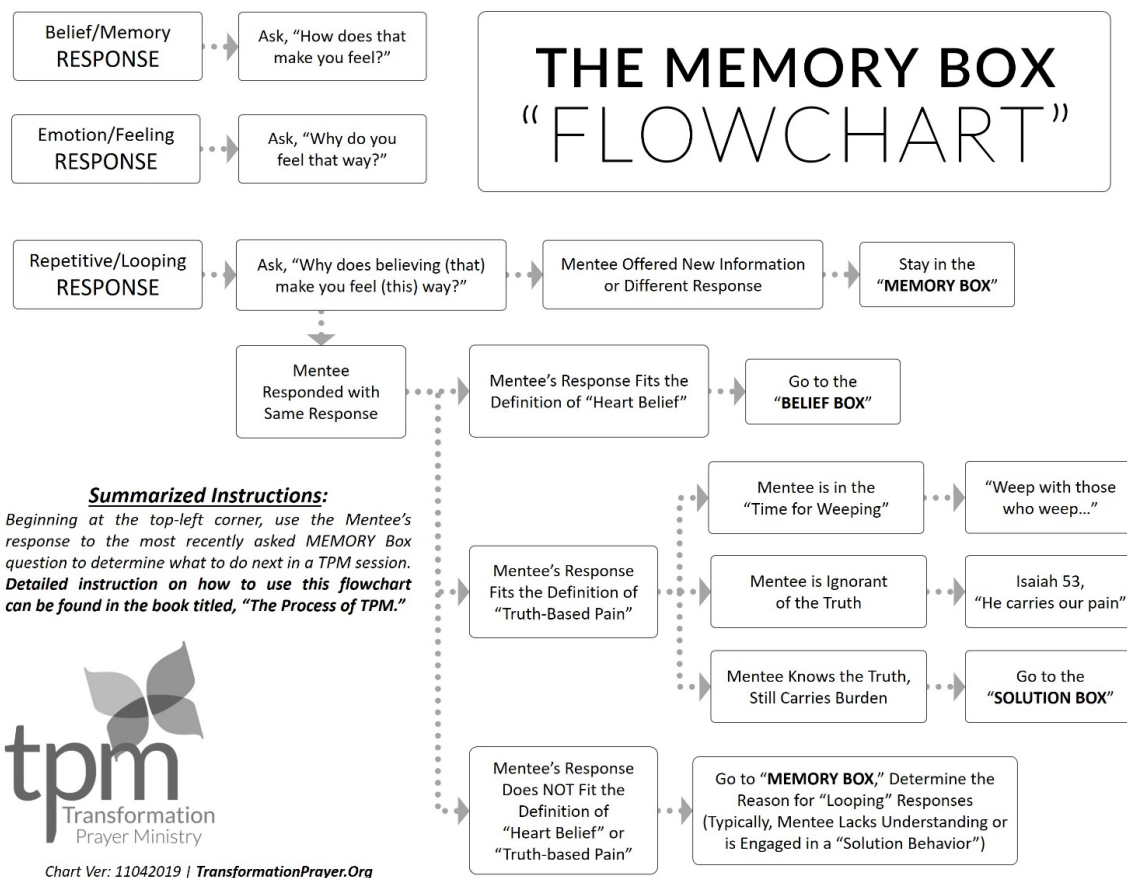 Belief/Memory
RESPONSE
Ask, “How does that
make you feel?”
THE MEMORY BOX
“FLOWCHART”
Emotion/Feeling
RESPONSE
Ask, “Why do you
feel that way?”
Repetitive/Looping
RESPONSE
Ask, “Why does believing (that)
make you feel (this) way?”
Mentee Offered New Information
or Different Response
Stay in the
“MEMORY BOX”
Mentee
Responded with
Same Response
Mentee’s Response Fits the
Definition of “Heart Belief”
Go to the
“BELIEF BOX”
Summarized Instructions:
Beginning at the top-left corner, use the Mentee’s
response to the most recently asked MEMORY Box
question to determine what to do next in a TPM session.
Detailed instruction on how to use this flowchart
can be found in the book titled, “The Process of TPM.”
Mentee’s Response
Fits the Definition of
“Truth-Based Pain”
Mentee is in the
“Time for Weeping”
“Weep with those
who weep...”
Mentee is Ignorant
of the Truth
Isaiah 53,
“He carries our pain”
Mentee Knows the Truth,
Still Carries Burden
Go to the
“SOLUTION BOX”
Mentee’s Response
Does NOT Fit the
Definition of
“Heart Belief” or
“Truth-based Pain”
Go to “MEMORY BOX,” Determine the
Reason for “Looping” Responses
(Typically, Mentee Lacks Understanding or
is Engaged in a “Solution Behavior”)
tpm
Transformation
Prayer Ministry
Chart Ver: 11042019 | TransformationPrayer.Org